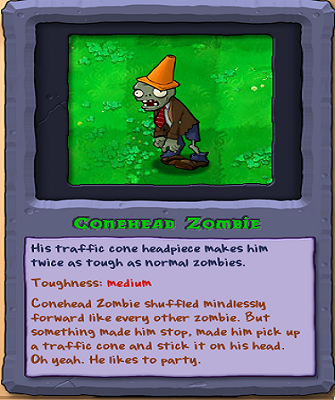 Conehead Zombie
His traffic cone headpiece makes him
twice as tough as normal zombies.
Toughness: medium
Conehead Zombie shuffled mindlessly
forward like every other zombie. But
something made him stop, made him pick up
a traffic cone and stick it on his head.
Oh yeah. He likes to party.